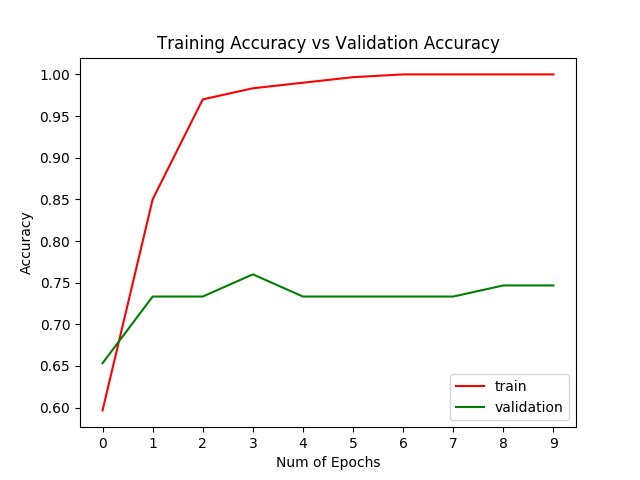 Training Accuracy vs Validation Accuracy
1.00
0.95
0.90
0.85
0.80
0.75
0.70
0.65
0.60
Accuracy
0 1 2 3 4 5 6 7 8 9
Num of Epochs
train
validation